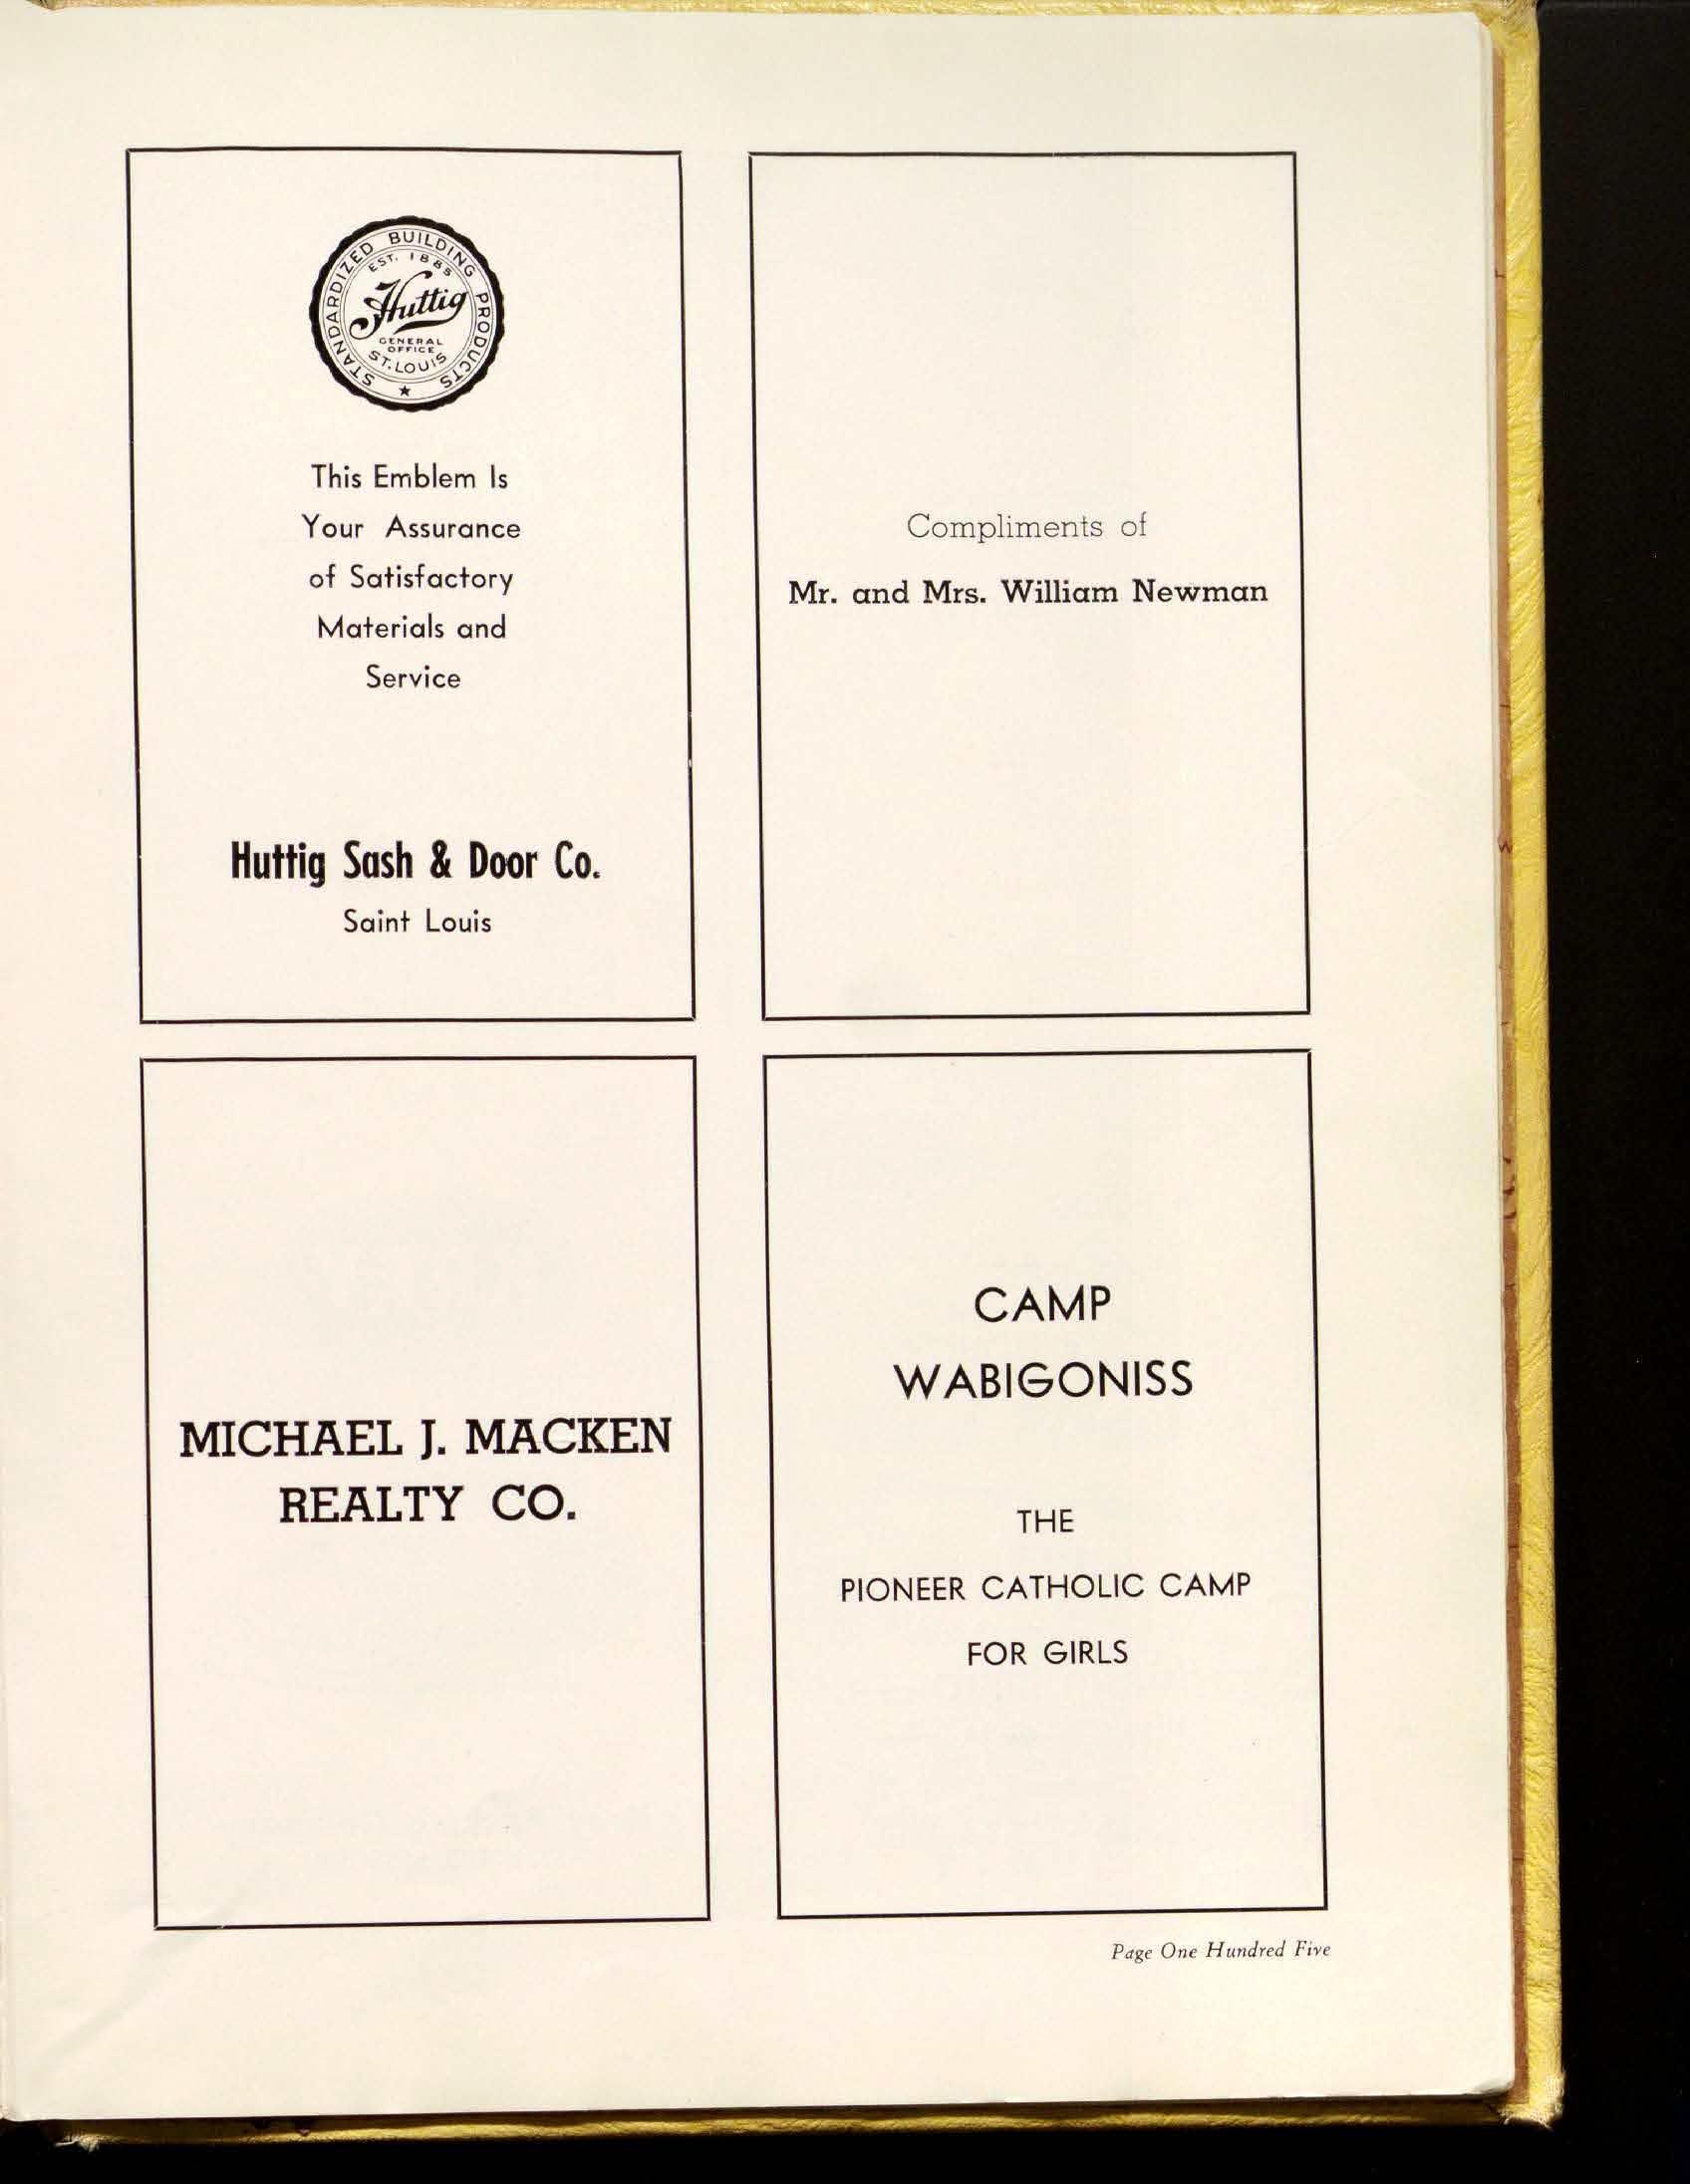 STANDARDIZED BUILDING PRODUCTS
EST. 1885
Huttig
GENERAL
OFFICE
ST. LOUIS
This Emblem Is
Your Assurance
of Satisfactory
Materials and
Service
Huttig Sash & Door Co.
Saint Louis
Compliments of
Mr. and Mrs. William Newman
MICHAEL J. MACKEN
REALTY CO.
CAMP
WABIGONISS
THE
PIONEER CATHOLIC CAMP
FOR GIRLS
Page One Hundred Five